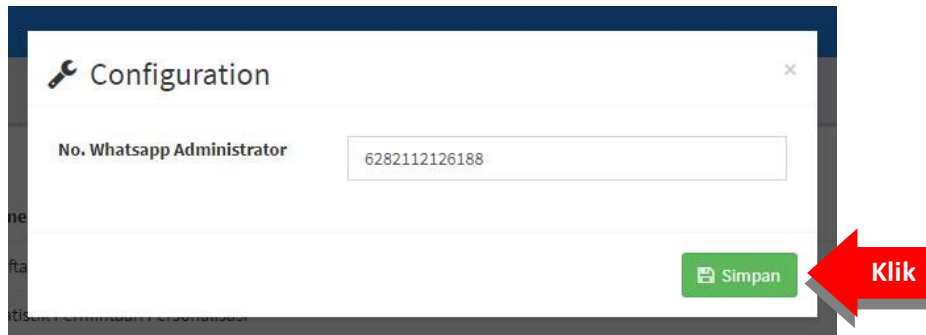 Configuration
×
No. Whatsapp Administrator
6282112126188
Simpan
Klik